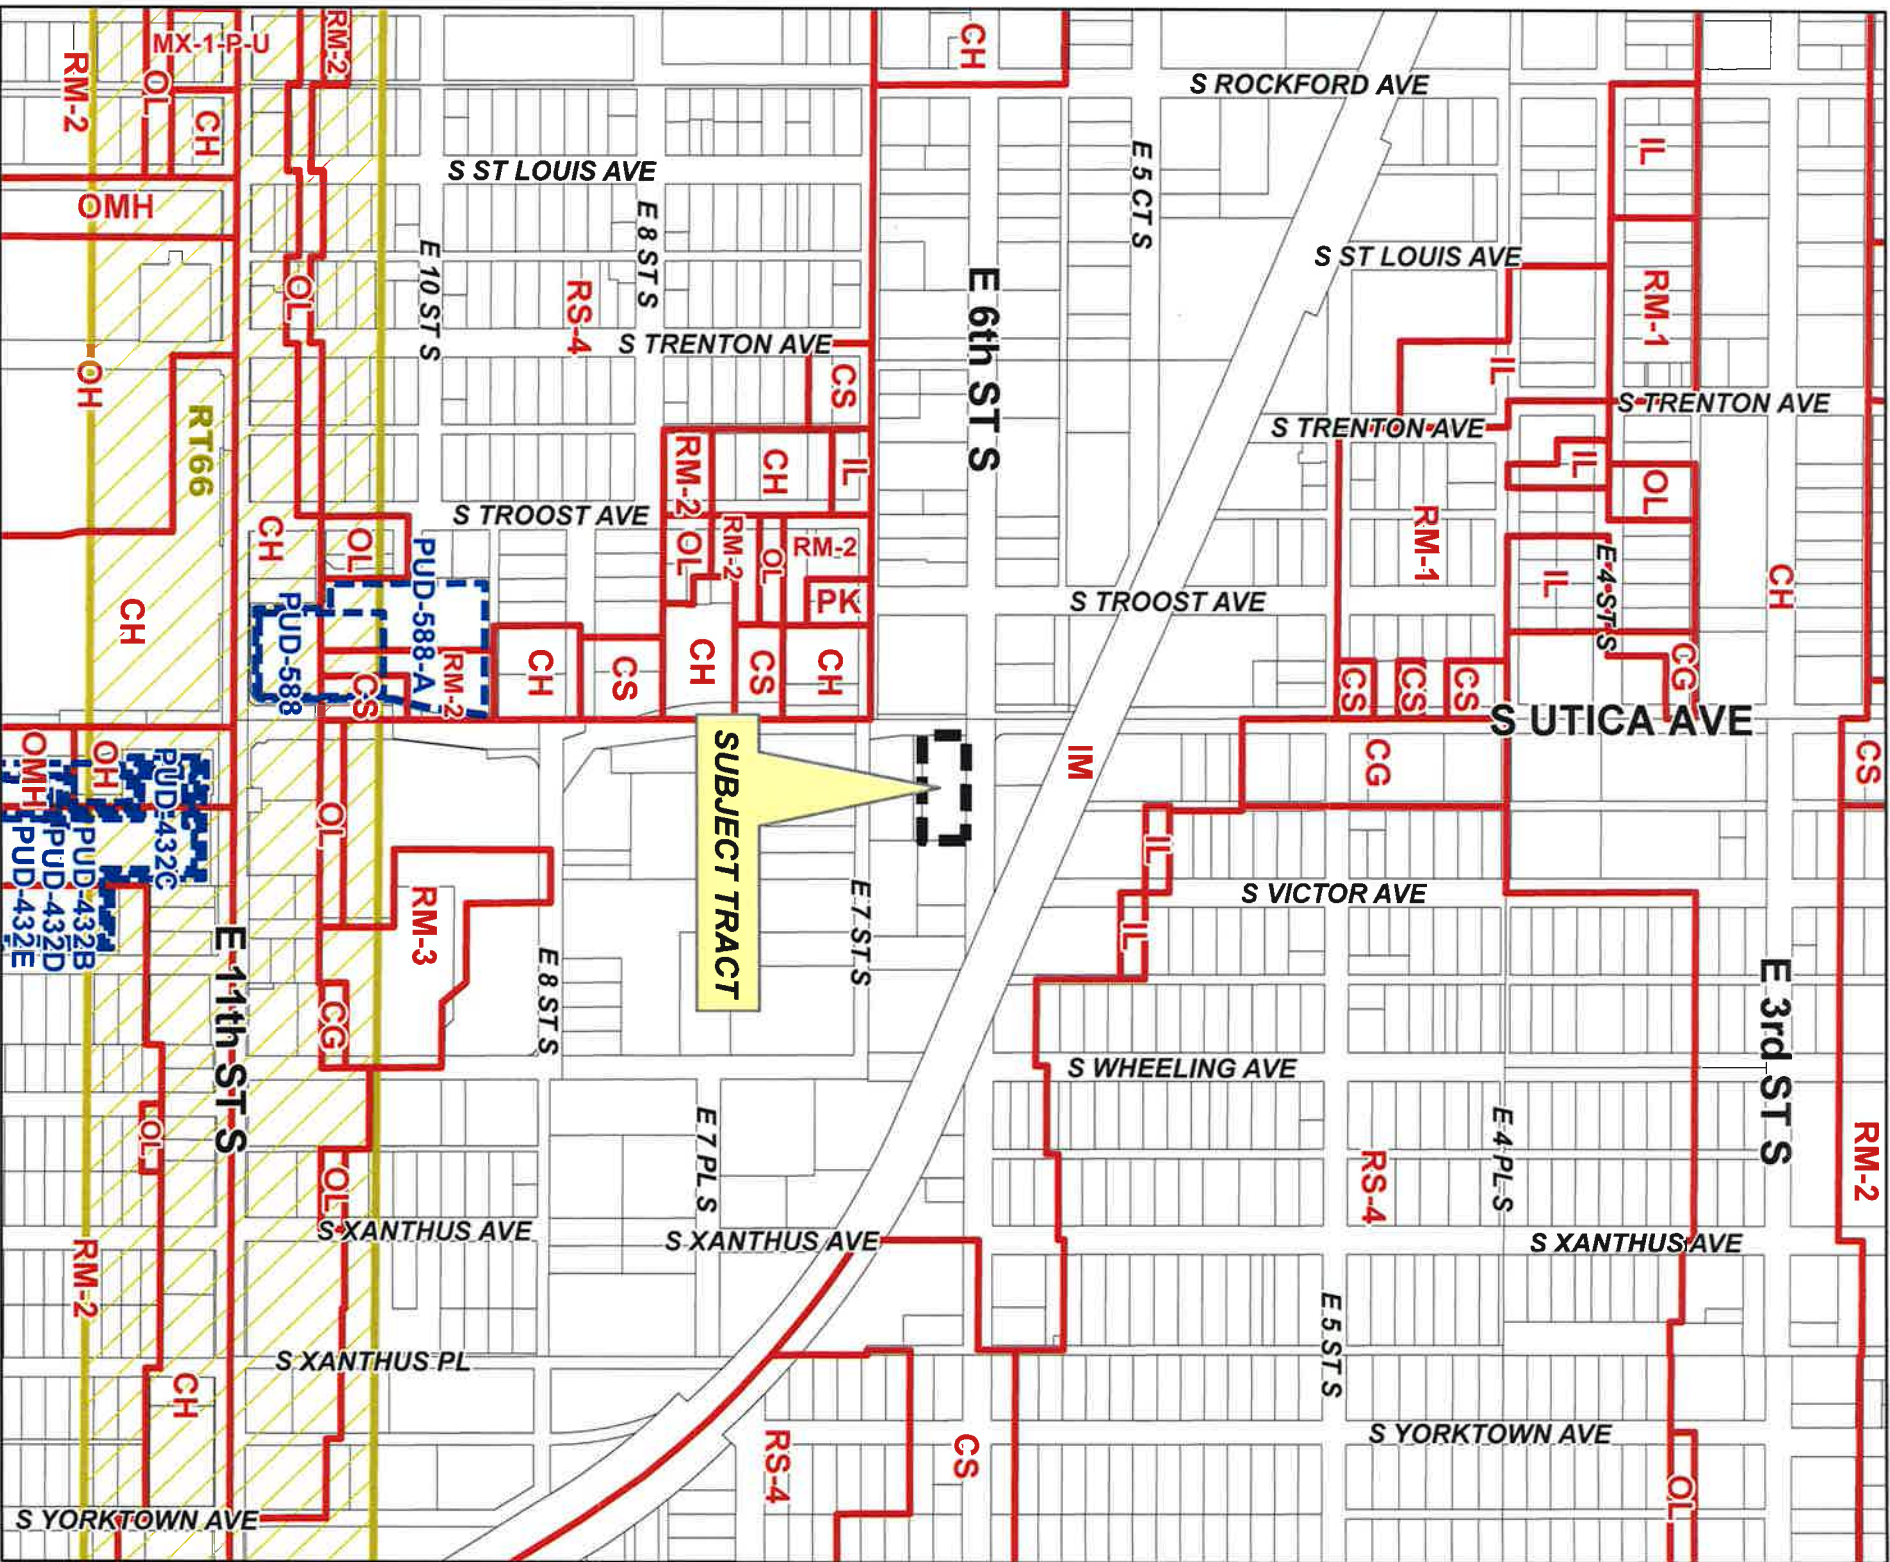 MX-1-P-U
RM-2
CH
RM-2
OL
CH
S ROCKFORD AVE
IL
E 5 CT S
S ST LOUIS AVE
OMH
E 8 ST S
E 10 ST S
S ST LOUIS AVE
OL
RS-4
E 6th ST S
RM-1
S TRENTON AVE
OH
CS
IL
S TRENTON AVE
RT66
S TRENTON AVE
RM-2
CH
IL
IL
OL
S TROOST AVE
CH
OL
OL
RM-2
OL
RM-2
RM-1
PUD-588-A
PUD-588
CH
PK
S TROOST AVE
IL
E 4 ST S
CH
RM-2
CS
CH
CS
CH
CS
CH
CS
CS
CS
CG
S UTICA AVE
OMH
OH
PUD-432C
SUBJECT TRACT
IM
CG
CS
OL
IL
PUD-432E
PUD-432D
PUD-432B
RM-3
E 7 ST S
S VICTOR AVE
IL
E 11th ST S
CG
E 8 ST S
E 3rd ST S
S WHEELING AVE
OL
E 7 PL S
E 4 PL S
RM-2
OL
RS-4
S XANTHUS AVE
S XANTHUS AVE
S XANTHUS AVE
RM-2
E 5 ST S
S XANTHUS PL
CH
RS-4
CS
S YORKTOWN AVE
OL
S YORKTOWN AVE